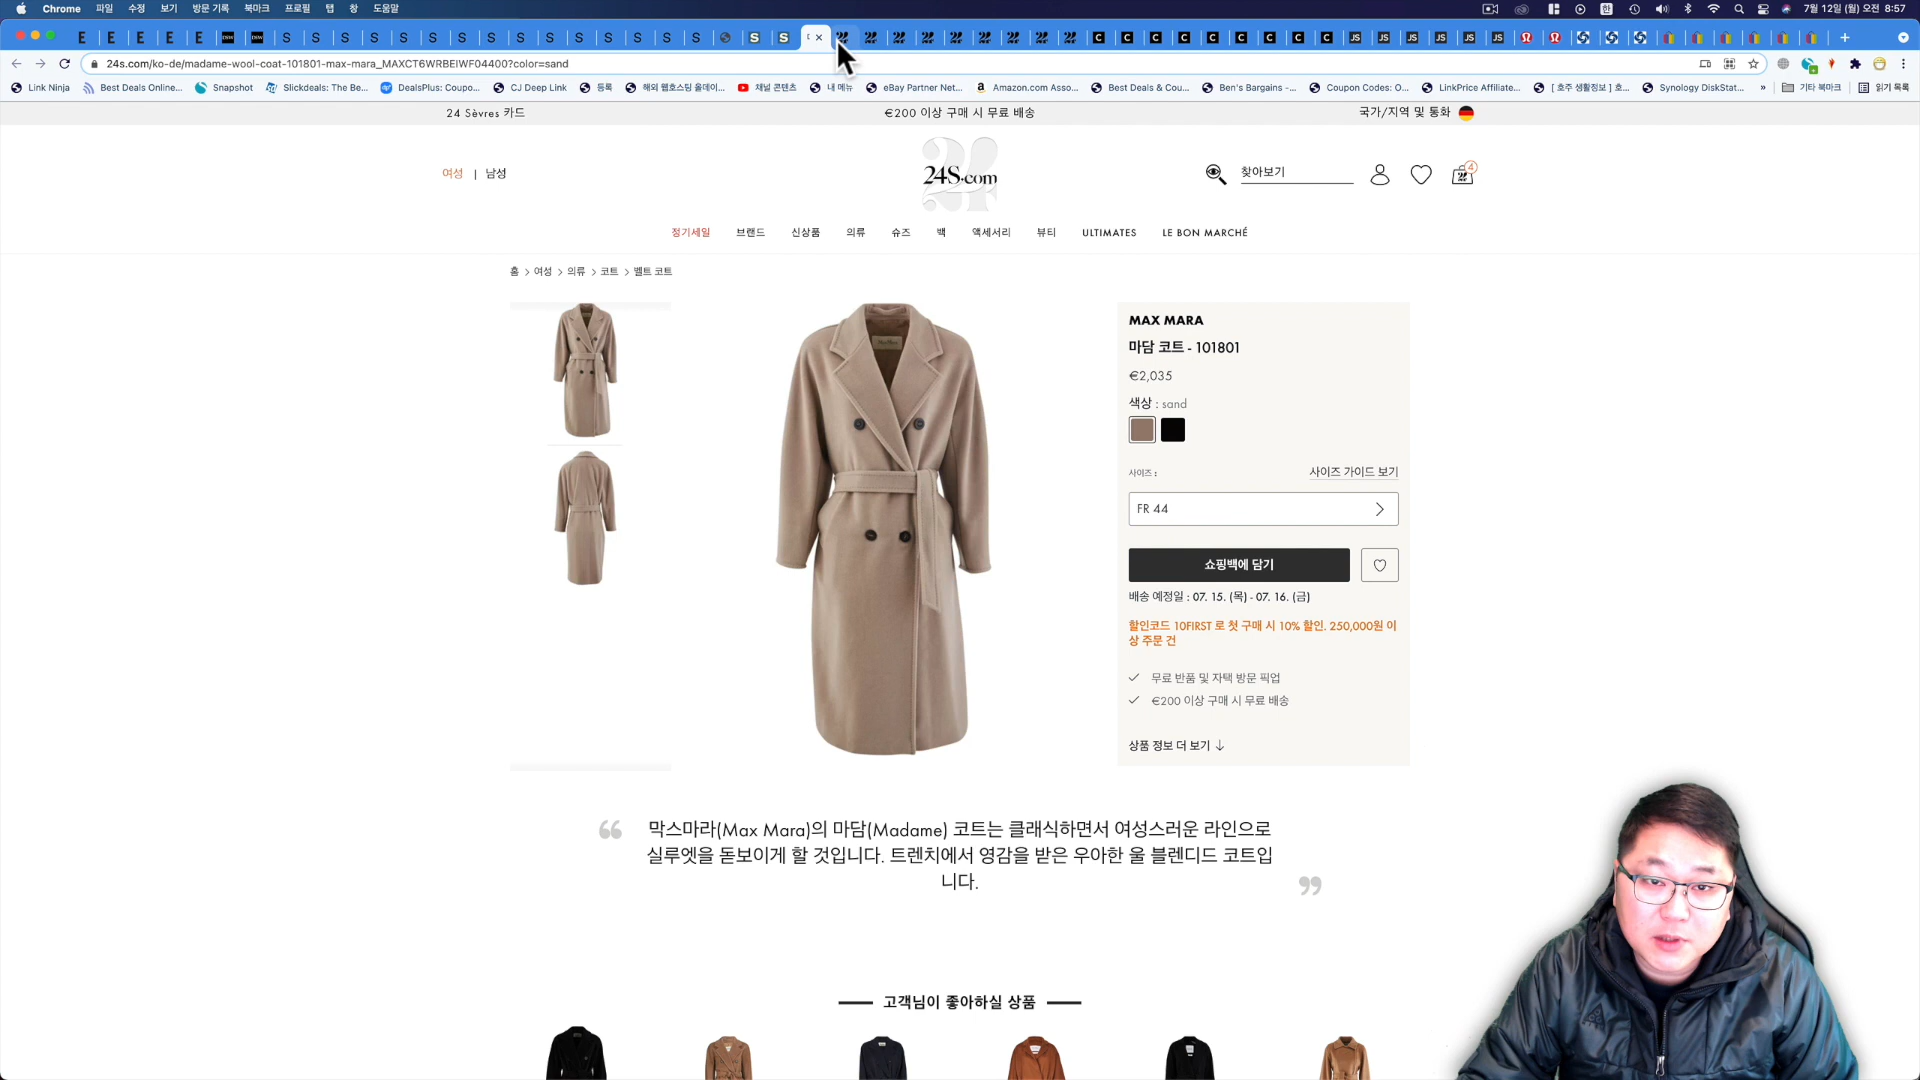 Chrome 파일 수정 보기 방문 기록 북마크 프로필 탭 창 도움말 7월 12일 (월) 오전 8:57
24s.com/ko-de/madame-wool-coat-101801-max-mara_MAXCT6WRBEIWF04400?color=sand
Link Ninja Best Deals Online... Snapshot Slickdeals: The Be... DealsPlus: Coupo... CJ Deep Link 등록 해외 웹호스팅 올데이... 채널 콘텐츠 내 메뉴 eBay Partner Net... Amazon.com Asso... Best Deals & Cou... Ben's Bargains -... Coupon Codes: O... LinkPrice Affiliate... [ 호주 생활정보 ] 호... Synology DiskStat... » 기타 북마크 읽기 목록
24 Sèvres 카드 €200 이상 구매 시 무료 배송 국가/지역 및 통화
여성 | 남성 24S.com 찾아보기 4
정기세일 브랜드 신상품 의류 슈즈 백 액세서리 뷰티 ULTIMATES LE BON MARCHÉ
홈 > 여성 > 의류 > 코트 > 벨트 코트
MAX MARA
마담 코트 - 101801
€2,035
색상 : sand
사이즈 : 사이즈 가이드 보기
FR 44
쇼핑백에 담기
배송 예정일 : 07. 15. (목) - 07. 16. (금)
할인코드 10FIRST 로 첫 구매 시 10% 할인. 250,000원 이
상 주문 건
무료 반품 및 자택 방문 픽업
€200 이상 구매 시 무료 배송
상품 정보 더 보기 ↓
막스마라(Max Mara)의 마담(Madame) 코트는 클래식하면서 여성스러운 라인으로
실루엣을 돋보이게 할 것입니다. 트렌치에서 영감을 받은 우아한 울 블렌디드 코트입
니다.
고객님이 좋아하실 상품